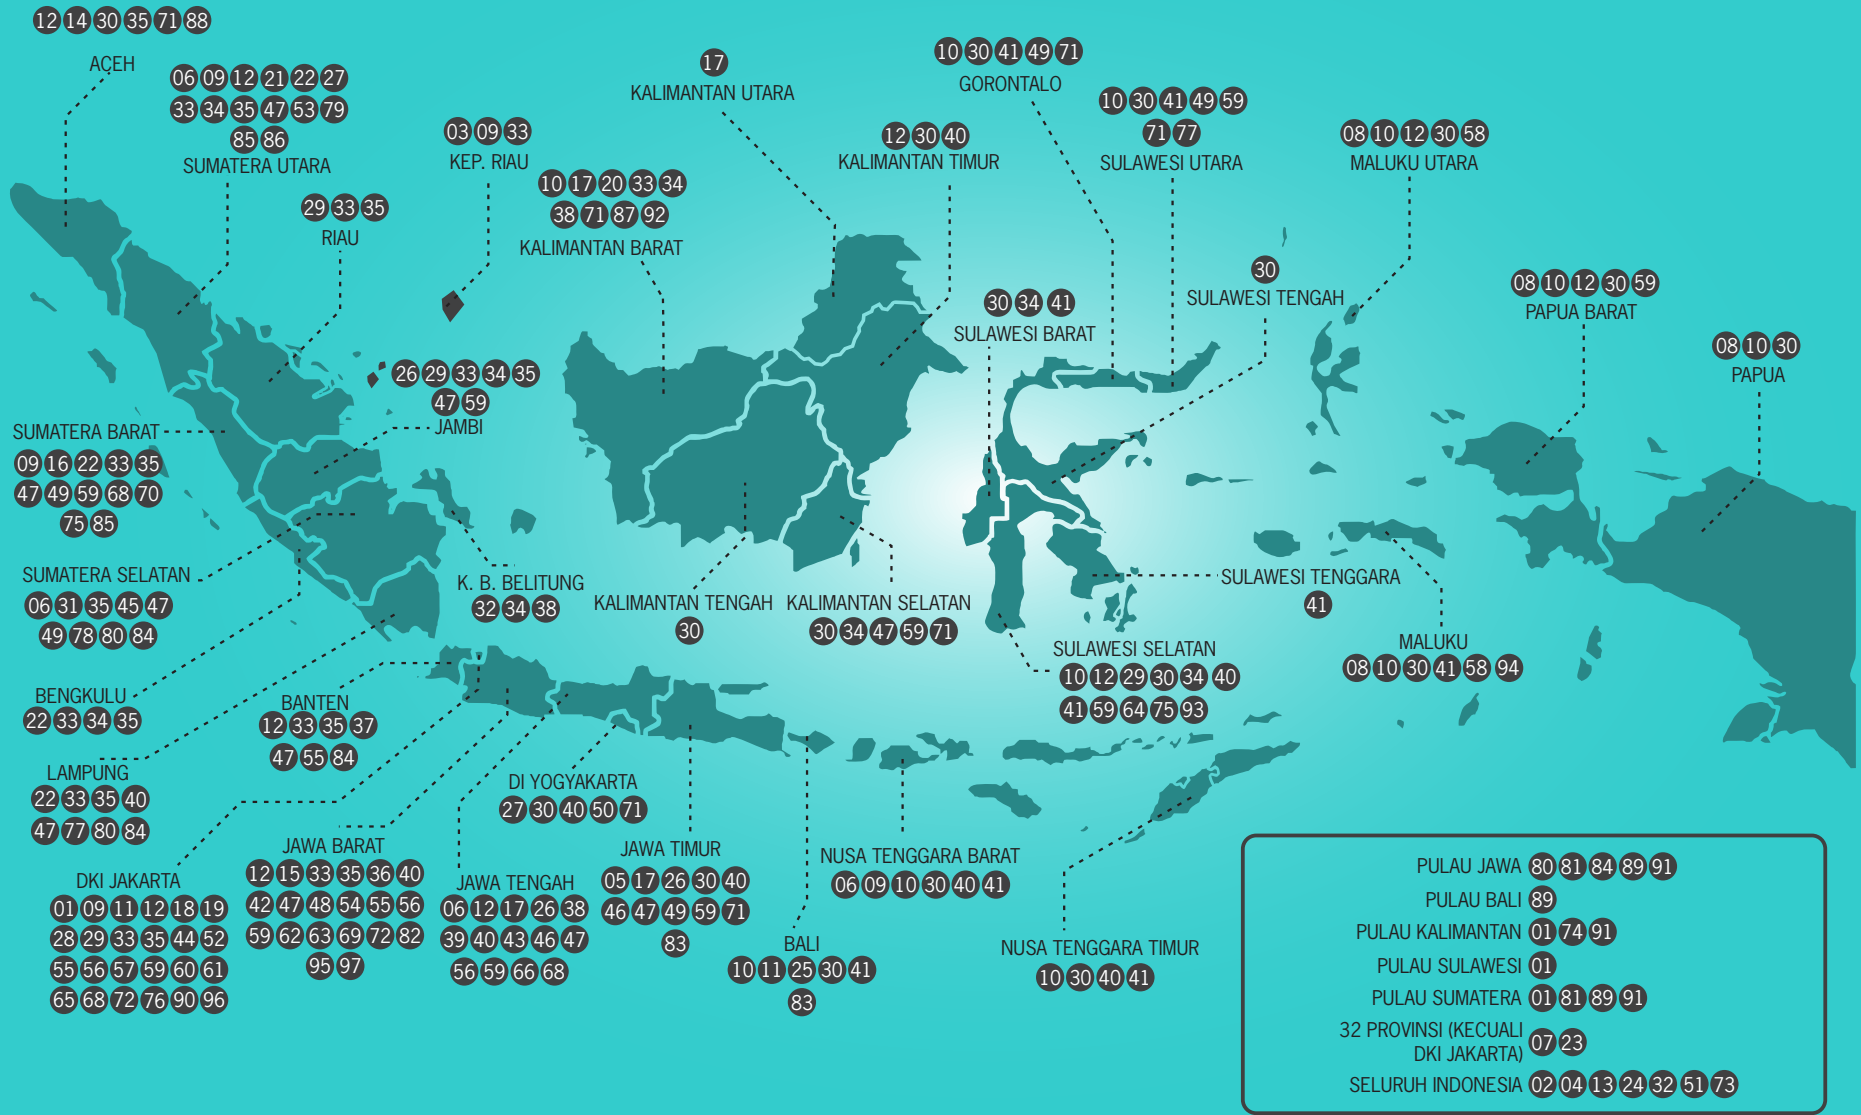 12 14 30 35 71 88
ACEH
06 09 12 21 22 27
33 34 35 47 53 79
85 86
SUMATERA UTARA
29 33 35
RIAU
03 09 33
KEP. RIAU
17
KALIMANTAN UTARA
10 17 20 33 34
38 71 87 92
KALIMANTAN BARAT
12 30 40
KALIMANTAN TIMUR
10 30 41 49 71
GORONTALO
10 30 41 49 59
71 77
SULAWESI UTARA
08 10 12 30 58
MALUKU UTARA
30
SULAWESI TENGAH
30 34 41
SULAWESI BARAT
08 10 12 30 59
PAPUA BARAT
08 10 30
PAPUA
26 29 33 34 35
47 59
JAMBI
SUMATERA BARAT
09 16 22 33 35
47 49 59 68 70
75 85
SUMATERA SELATAN
06 31 35 45 47
49 78 80 84
K. B. BELITUNG
32 34 38
KALIMANTAN TENGAH
30
KALIMANTAN SELATAN
30 34 47 59 71
SULAWESI TENGGARA
41
SULAWESI SELATAN
10 12 29 30 34 40
41 59 64 75 93
MALUKU
08 10 30 41 58 94
BENGKULU
22 33 34 35
BANTEN
12 33 35 37
47 55 84
LAMPUNG
22 33 35 40
47 77 80 84
DKI JAKARTA
01 09 11 12 18 19
28 29 33 35 44 52
55 56 57 59 60 61
65 68 72 76 90 96
JAWA BARAT
12 15 33 35 36 40
42 47 48 54 55 56
59 62 63 69 72 82
95 97
JAWA TENGAH
06 12 17 26 38
39 40 43 46 47
56 59 66 68
DI YOGYAKARTA
27 30 40 50 71
JAWA TIMUR
05 17 26 30 40
46 47 49 59 71
83
BALI
10 11 25 30 41
83
NUSA TENGGARA BARAT
06 09 10 30 40 41
NUSA TENGGARA TIMUR
10 30 40 41
PULAU JAWA 80 81 84 89 91
PULAU BALI 89
PULAU KALIMANTAN 01 74 91
PULAU SULAWESI 01
PULAU SUMATERA 01 81 89 91
32 PROVINSI (KECUALI
DKI JAKARTA) 07 23
SELURUH INDONESIA 02 04 13 24 32 51 73